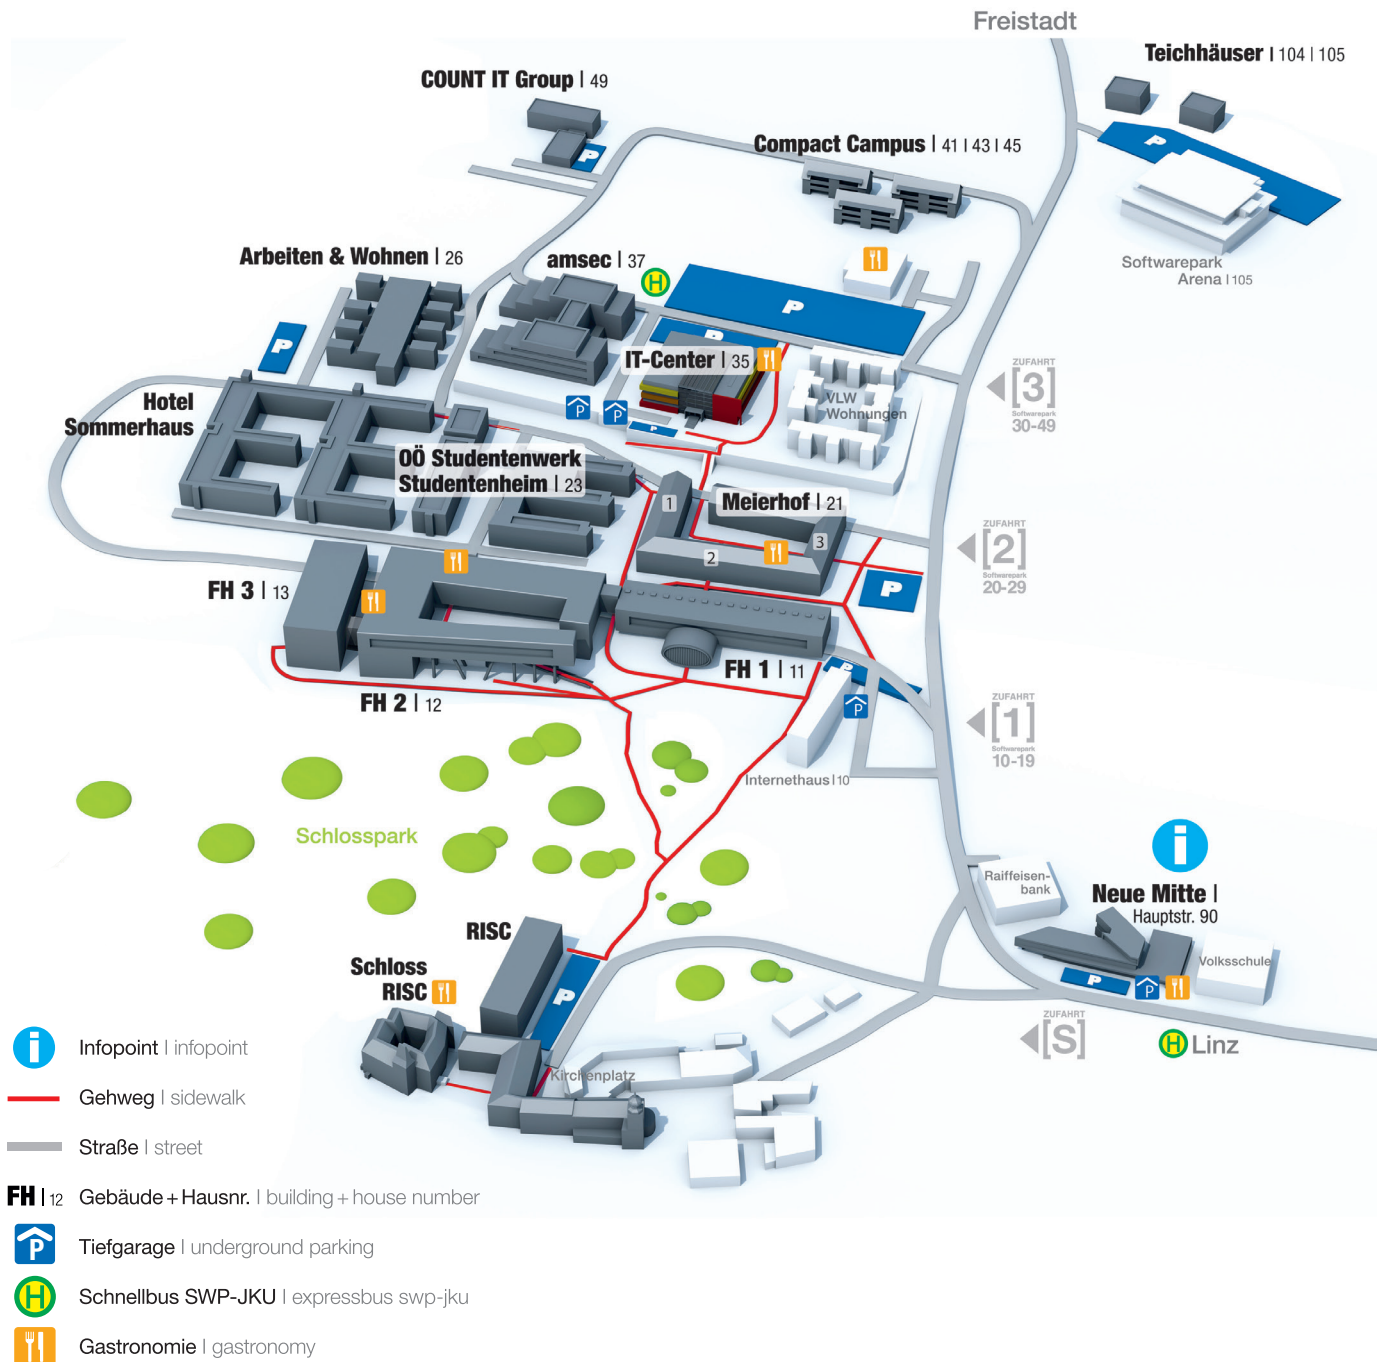 Freistadt
Teichhäuser | 104 | 105
COUNT IT Group | 49
Compact Campus | 41 | 43 | 45
Arbeiten & Wohnen | 26
amsec | 37
H
Softwarepark
Arena | 105
P
P
P
P
P
IT-Center | 35
ZUFAHRT
[3]
Softwarepark
30-49
VLW
Wohnungen
Hotel
Sommerhaus
P
P
P
OÖ Studentenwerk
Studentenheim | 23
Meierhof | 21
1
2
3
ZUFAHRT
[2]
Softwarepark
20-29
P
FH 3 | 13
FH 1 | 11
FH 2 | 12
P
P
ZUFAHRT
[1]
Softwarepark
10-19
Internethaus | 10
Schlosspark
i
Raiffeisen-
bank
Neue Mitte |
Hauptstr. 90
RISC
Schloss
RISC
P
Volksschule
P
P
ZUFAHRT
[S]
H Linz
Kirchenplatz
i Infopoint | infopoint
Gehweg | sidewalk
Straße | street
FH | 12 Gebäude + Hausnr. | building + house number
P Tiefgarage | underground parking
H Schnellbus SWP-JKU | expressbus swp-jku
Gastronomie | gastronomy